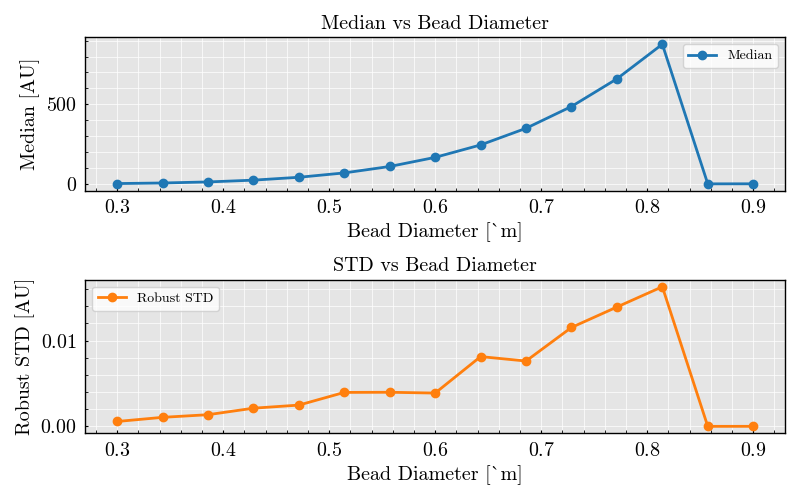 Median vs Bead Diameter
Median [AU]
500
0
Median
0.3 0.4 0.5 0.6 0.7 0.8 0.9
Bead Diameter [`m]
STD vs Bead Diameter
Robust STD [AU]
0.01
0.00
Robust STD
0.3 0.4 0.5 0.6 0.7 0.8 0.9
Bead Diameter [`m]